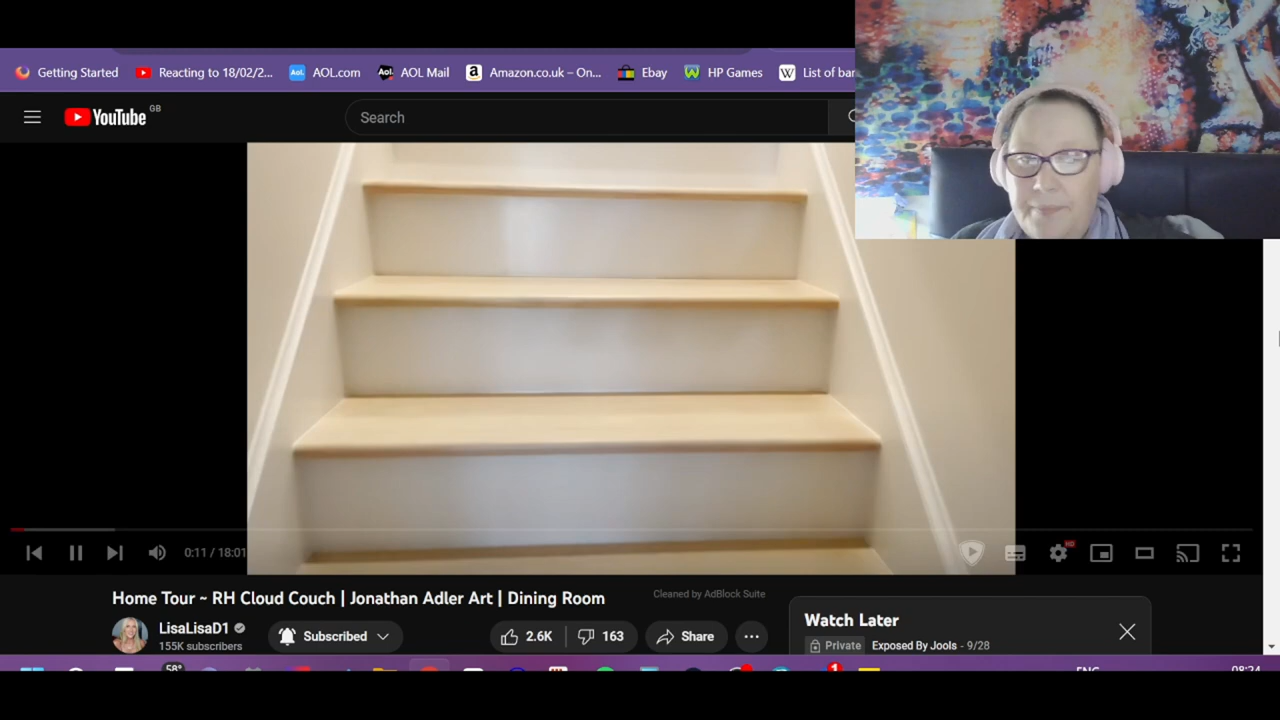 Getting Started
Reacting to 18/02/2...
AOL.com
AOL Mail
Amazon.co.uk – On...
Ebay
HP Games
List of bar
YouTube GB
Search
0:11 / 18:01
HD
Home Tour ~ RH Cloud Couch | Jonathan Adler Art | Dining Room
Cleaned by AdBlock Suite
LisaLisaD1
155K subscribers
Subscribed
2.6K
163
Share
Watch Later
Private
Exposed By Jools - 9/28
58°
1